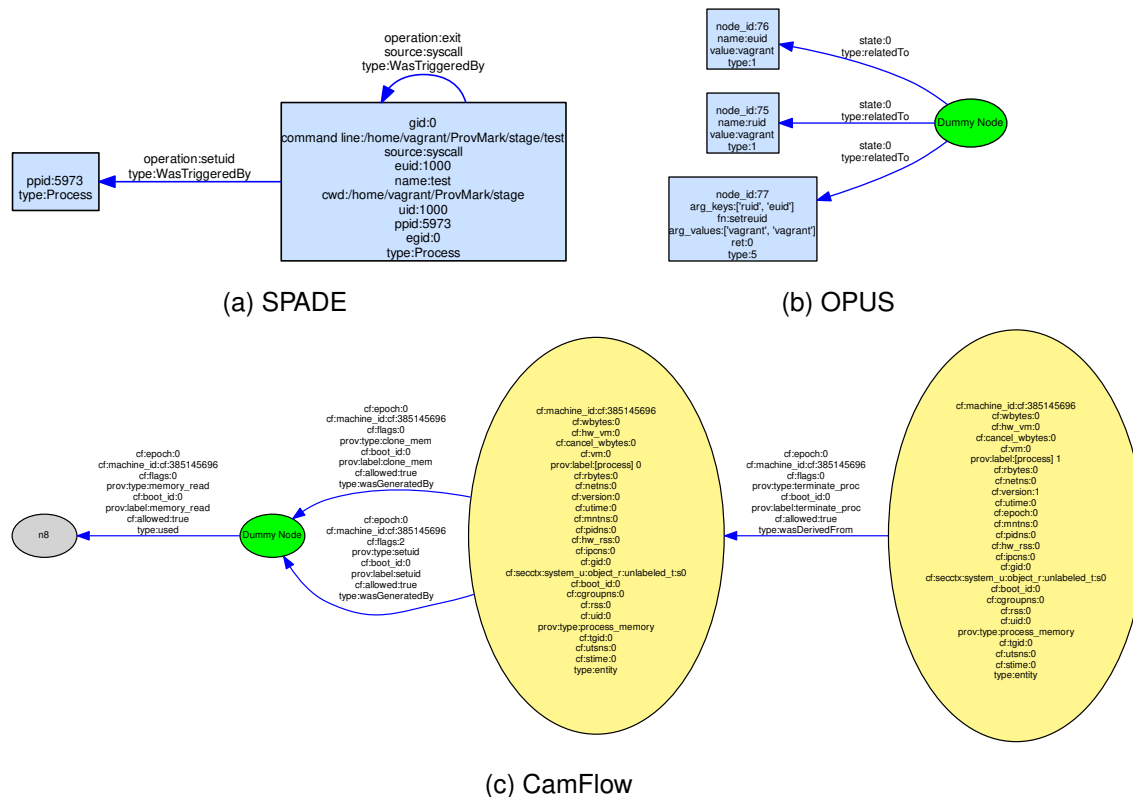 operation:exit
source:syscall
type:WasTriggeredBy
operation:setuid
type:WasTriggeredBy
ppid:5973
type:Process
gid:0
command line:/home/vagrant/ProvMark/stage/test
source:syscall
euid:1000
name:test
cwd:/home/vagrant/ProvMark/stage
uid:1000
ppid:5973
egid:0
type:Process
(a) SPADE
node_id:76
name:euid
value:vagrant
type:1
state:0
type:relatedTo
node_id:75
name:ruid
value:vagrant
type:1
state:0
type:relatedTo
Dummy Node
state:0
type:relatedTo
node_id:77
arg_keys:['ruid', 'euid']
fn:setreuid
arg_values:['vagrant', 'vagrant']
ret:0
type:5
(b) OPUS
n8
cf:epoch:0
cf:machine_id:cf:385145696
cf:flags:0
prov:type:memory_read
cf:boot_id:0
prov:label:memory_read
cf:allowed:true
type:used
Dummy Node
cf:epoch:0
cf:machine_id:cf:385145696
cf:flags:0
prov:type:clone_mem
cf:boot_id:0
prov:label:clone_mem
cf:allowed:true
type:wasGeneratedBy
cf:epoch:0
cf:machine_id:cf:385145696
cf:flags:2
prov:type:setuid
cf:boot_id:0
prov:label:setuid
cf:allowed:true
type:wasGeneratedBy
cf:machine_id:cf:385145696
cf:wbytes:0
cf:hw_vm:0
cf:cancel_wbytes:0
cf:vm:0
prov:label:[process] 0
cf:rbytes:0
cf:netns:0
cf:version:0
cf:utime:0
cf:mntns:0
cf:pidns:0
cf:hw_rss:0
cf:ipcns:0
cf:gid:0
cf:secctx:system_u:object_r:unlabeled_t:s0
cf:boot_id:0
cf:cgroupns:0
cf:rss:0
cf:uid:0
prov:type:process_memory
cf:tgid:0
cf:utsns:0
cf:stime:0
type:entity
cf:epoch:0
cf:machine_id:cf:385145696
cf:flags:0
prov:type:terminate_proc
cf:boot_id:0
prov:label:terminate_proc
cf:allowed:true
type:wasDerivedFrom
cf:machine_id:cf:385145696
cf:wbytes:0
cf:hw_vm:0
cf:cancel_wbytes:0
cf:vm:0
prov:label:[process] 1
cf:rbytes:0
cf:netns:0
cf:version:1
cf:utime:0
cf:epoch:0
cf:mntns:0
cf:pidns:0
cf:hw_rss:0
cf:ipcns:0
cf:gid:0
cf:secctx:system_u:object_r:unlabeled_t:s0
cf:boot_id:0
cf:cgroupns:0
cf:rss:0
cf:uid:0
prov:type:process_memory
cf:tgid:0
cf:utsns:0
cf:stime:0
type:entity
(c) CamFlow